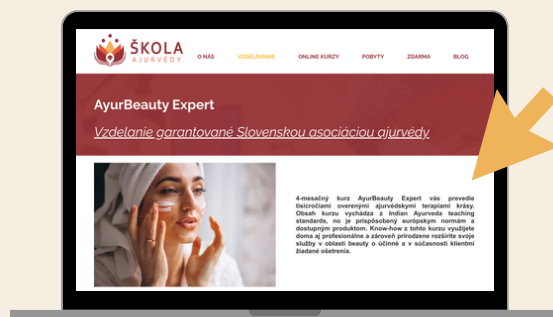 ŠKOLA
AJURVÉDY
O NÁS
VZDELÁVANIE
ONLINE KURZY
POBYTY
ZDARMA
BLOG
AyurBeauty Expert
Vzdelanie garantované Slovenskou asociáciou ajurvédy
4-mesačný kurz AyurBeauty Expert vás prevedie
tisícročiami overenými ajurvédskymi terapiami krásy.
Obsah kurzu vychádza z Indian Ayurveda teaching
standards, no je prispôsobený európskym normám a
dostupným produktom. Know-how z tohto kurzu využijete
doma aj profesionálne a zároveň prirodzene rozšírite svoje
služby v oblasti beauty o účinné a v súčasnosti klientmi
žiadané ošetrenia.